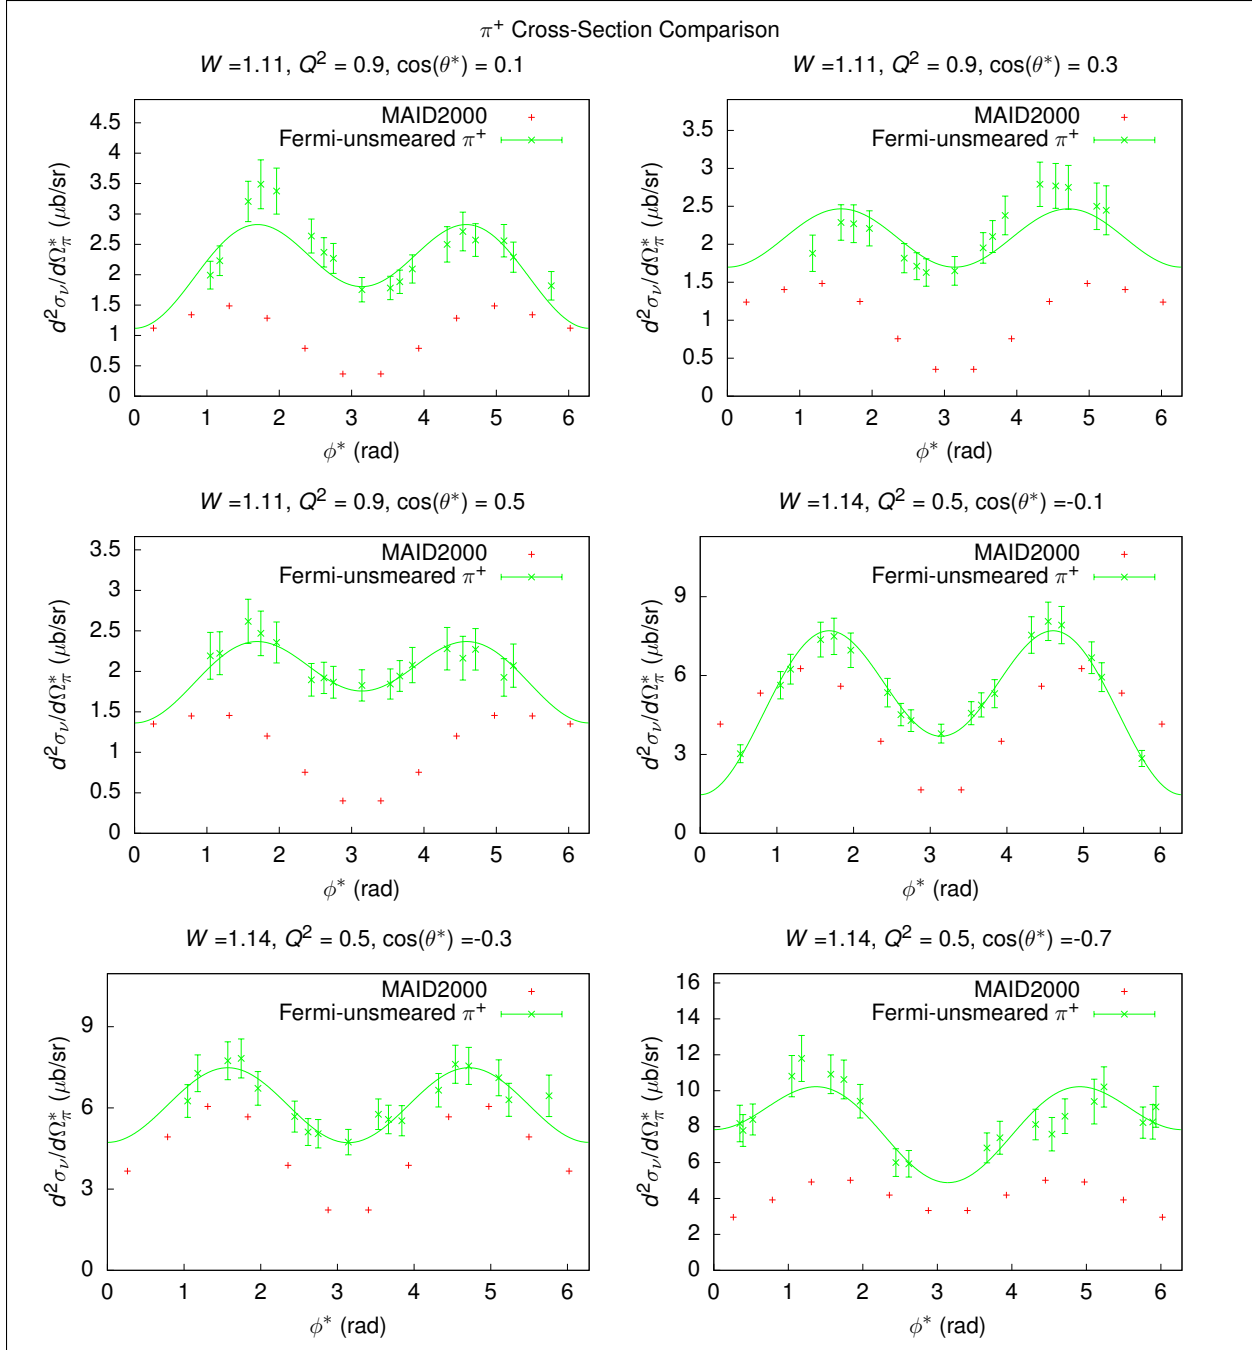 π+ Cross-Section Comparison
W =1.11, Q² = 0.9, cos(θ*) = 0.1
MAID2000
Fermi-unsmeared π+
d²σν/dΩ*π (μb/sr)
4.5
4
3.5
3
2.5
2
1.5
1
0.5
0
0 1 2 3 4 5 6
ϕ* (rad)
W =1.11, Q² = 0.9, cos(θ*) = 0.3
MAID2000
Fermi-unsmeared π+
d²σν/dΩ*π (μb/sr)
3.5
3
2.5
2
1.5
1
0.5
0
0 1 2 3 4 5 6
ϕ* (rad)
W =1.11, Q² = 0.9, cos(θ*) = 0.5
MAID2000
Fermi-unsmeared π+
d²σν/dΩ*π (μb/sr)
3.5
3
2.5
2
1.5
1
0.5
0
0 1 2 3 4 5 6
ϕ* (rad)
W =1.14, Q² = 0.5, cos(θ*) =-0.1
MAID2000
Fermi-unsmeared π+
d²σν/dΩ*π (μb/sr)
9
6
3
0
0 1 2 3 4 5 6
ϕ* (rad)
W =1.14, Q² = 0.5, cos(θ*) =-0.3
MAID2000
Fermi-unsmeared π+
d²σν/dΩ*π (μb/sr)
9
6
3
0
0 1 2 3 4 5 6
ϕ* (rad)
W =1.14, Q² = 0.5, cos(θ*) =-0.7
MAID2000
Fermi-unsmeared π+
d²σν/dΩ*π (μb/sr)
16
14
12
10
8
6
4
2
0
0 1 2 3 4 5 6
ϕ* (rad)